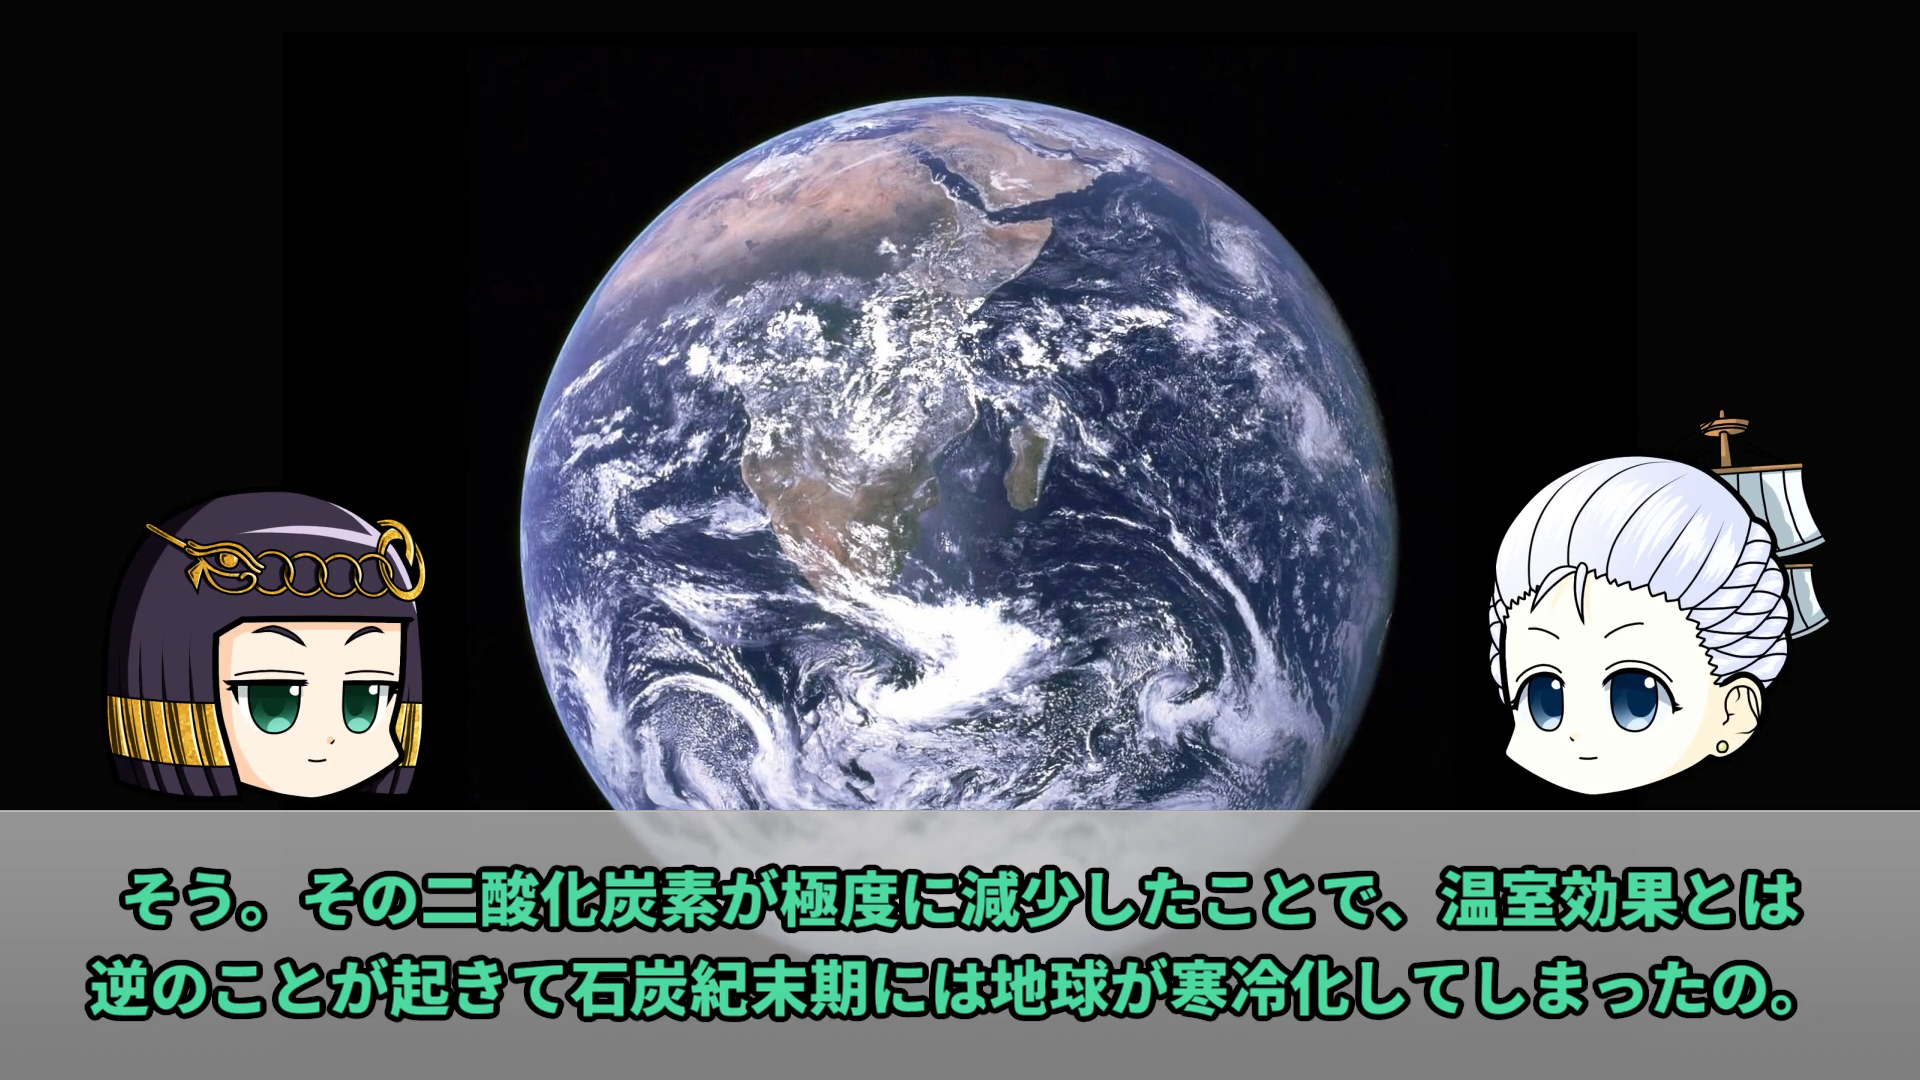 そう。その二酸化炭素が極度に減少したことで、温室効果とは
逆のことが起きて石炭紀末期には地球が寒冷化してしまったの。